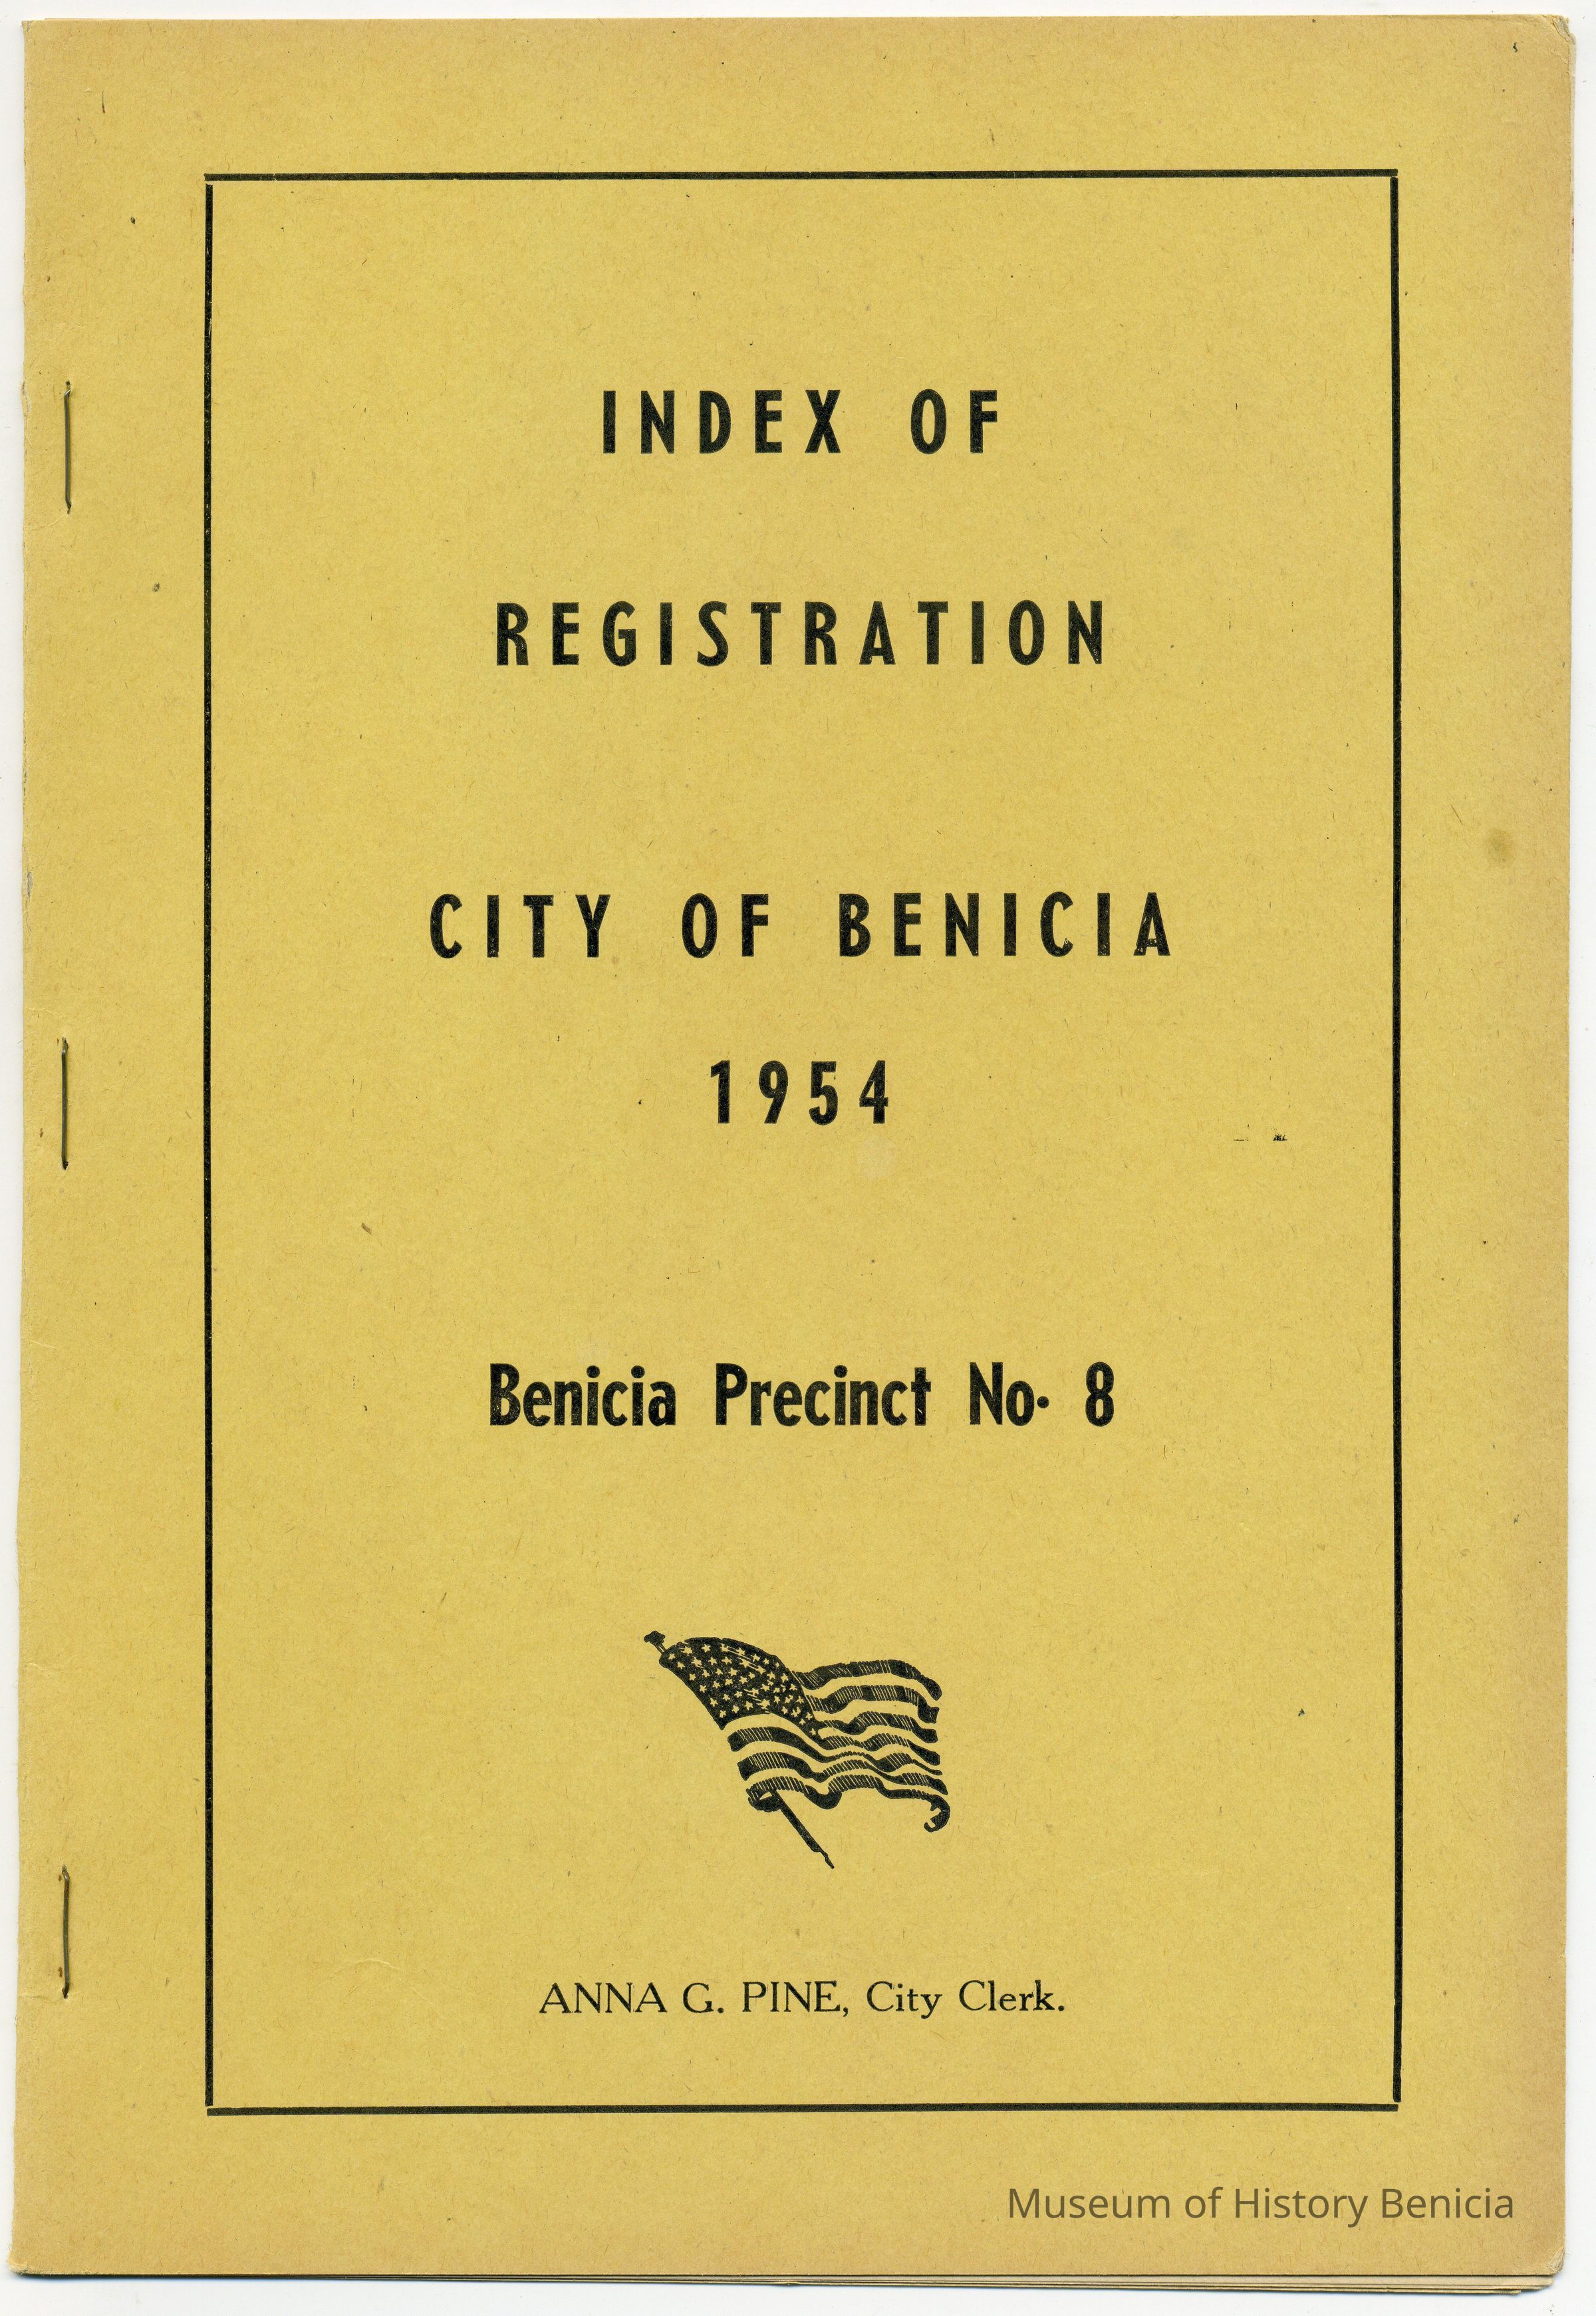 INDEX OF
REGISTRATION
CITY OF BENICIA
1954
Benicia Precinct No. 8
ANNA G. PINE, City Clerk.
Museum of History Benicia